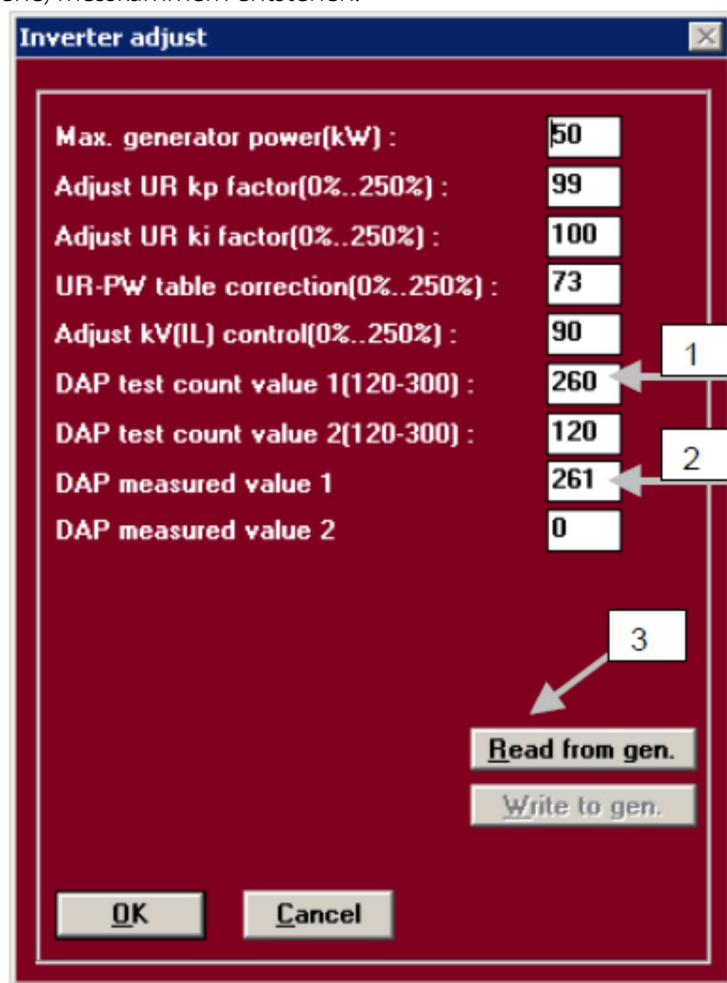 messkammern entstehen.
Inverter adjust
Max. generator power(kW) : 50
Adjust UR kp factor(0%..250%) : 99
Adjust UR ki factor(0%..250%) : 100
UR-PW table correction(0%..250%) : 73
Adjust kV(IL) control(0%..250%) : 90
1
DAP test count value 1(120-300) : 260
DAP test count value 2(120-300) : 120
2
DAP measured value 1 261
DAP measured value 2 0
3
Read from gen.
Write to gen.
OK Cancel